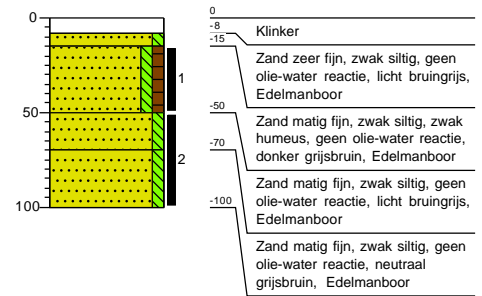 0
50
100
1
2
0
-8
Klinker
-15
Zand zeer fijn, zwak siltig, geen
olie-water reactie, licht bruingrijs,
Edelmanboor
-50
Zand matig fijn, zwak siltig, zwak
humeus, geen olie-water reactie,
donker grijsbruin, Edelmanboor
-70
Zand matig fijn, zwak siltig, geen
olie-water reactie, licht bruingrijs,
Edelmanboor
-100
Zand matig fijn, zwak siltig, geen
olie-water reactie, neutraal
grijsbruin, Edelmanboor